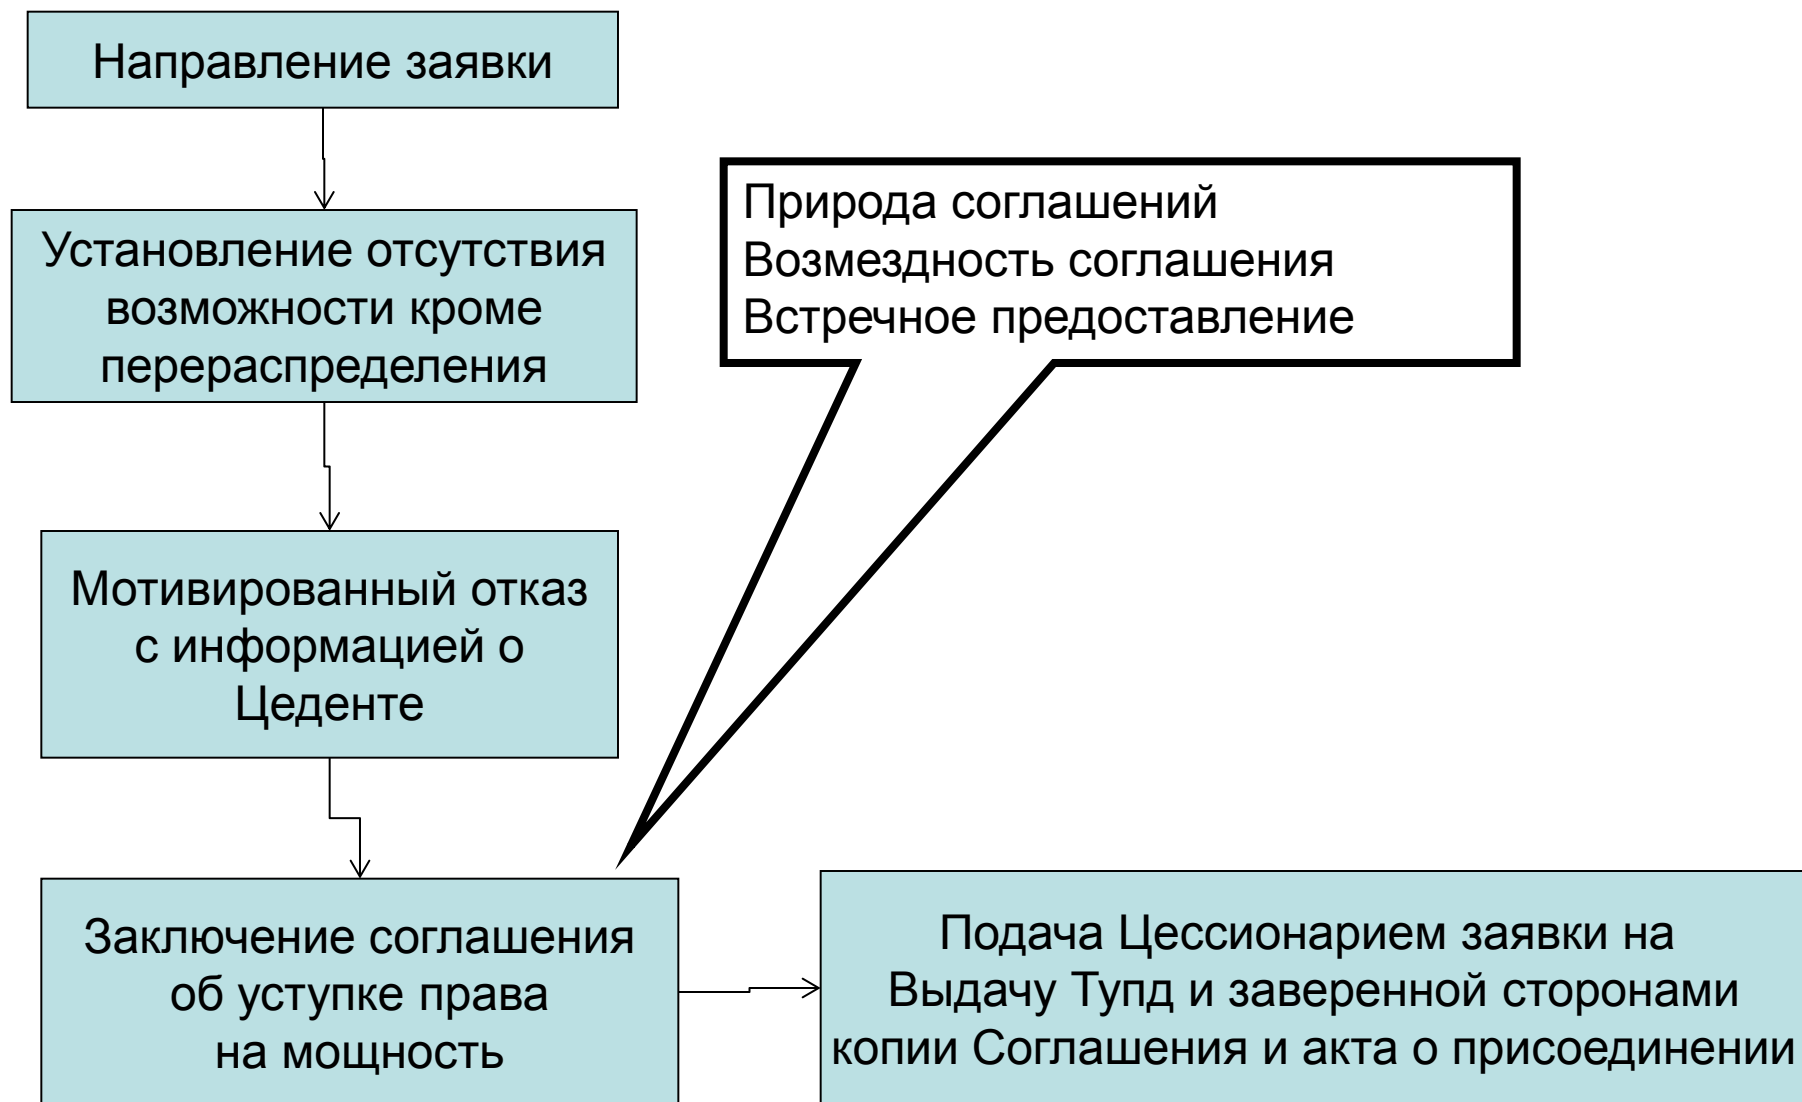 Направление заявки
Установление отсутствия
возможности кроме
перераспределения
Природа соглашений
Возмездность соглашения
Встречное предоставление
Мотивированный отказ
с информацией о
Цеденте
Заключение соглашения
об уступке права
на мощность
Подача Цессионарием заявки на
Выдачу Тупд и заверенной сторонами
копии Соглашения и акта о присоединении